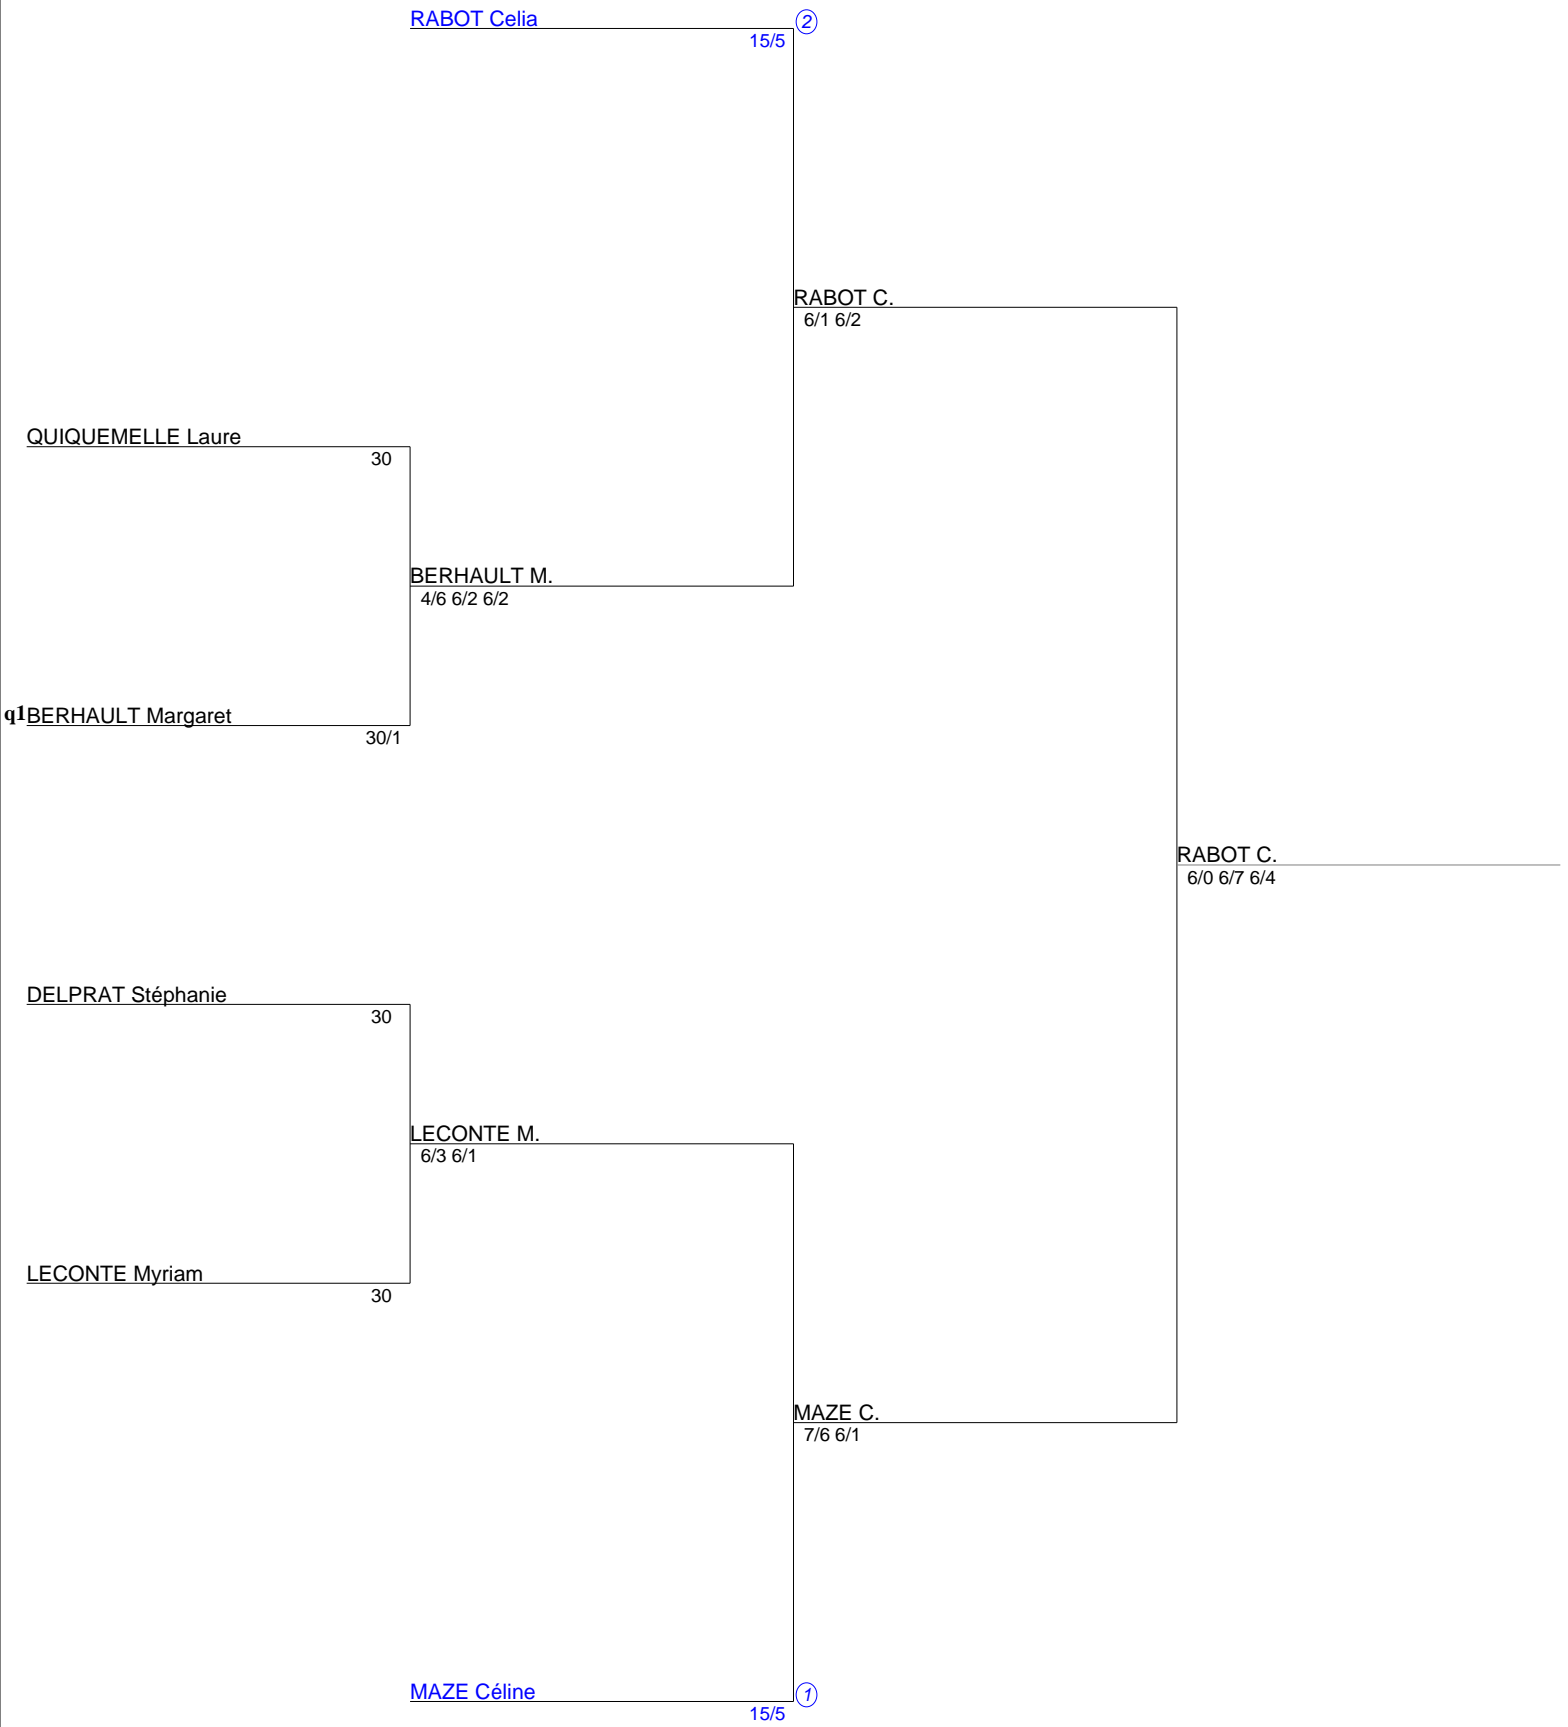 RABOT Celia
2
15/5
RABOT C.
6/1 6/2
QUIQUEMELLE Laure
30
BERHAULT M.
4/6 6/2 6/2
q1 BERHAULT Margaret
30/1
RABOT C.
6/0 6/7 6/4
DELPRAT Stéphanie
30
LECONTE M.
6/3 6/1
LECONTE Myriam
30
MAZE C.
7/6 6/1
MAZE Céline
1
15/5